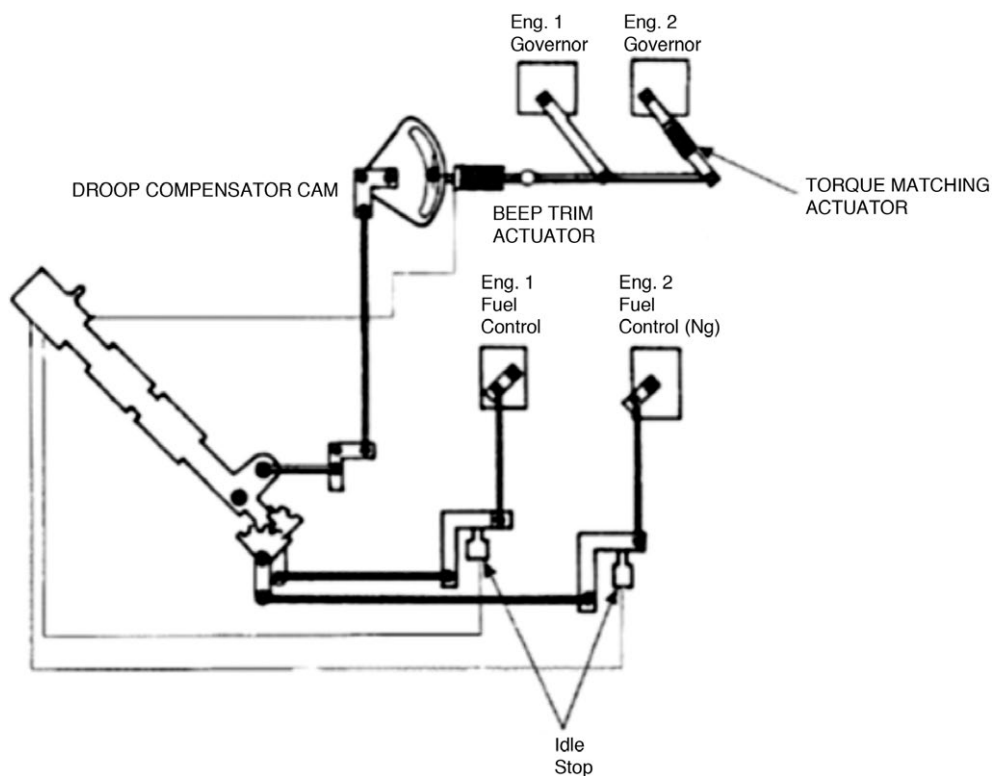 Eng. 1
Governor
Eng. 2
Governor
DROOP COMPENSATOR CAM
BEEP TRIM
ACTUATOR
TORQUE MATCHING
ACTUATOR
Eng. 1
Fuel
Control
Eng. 2
Fuel
Control (Ng)
Idle
Stop